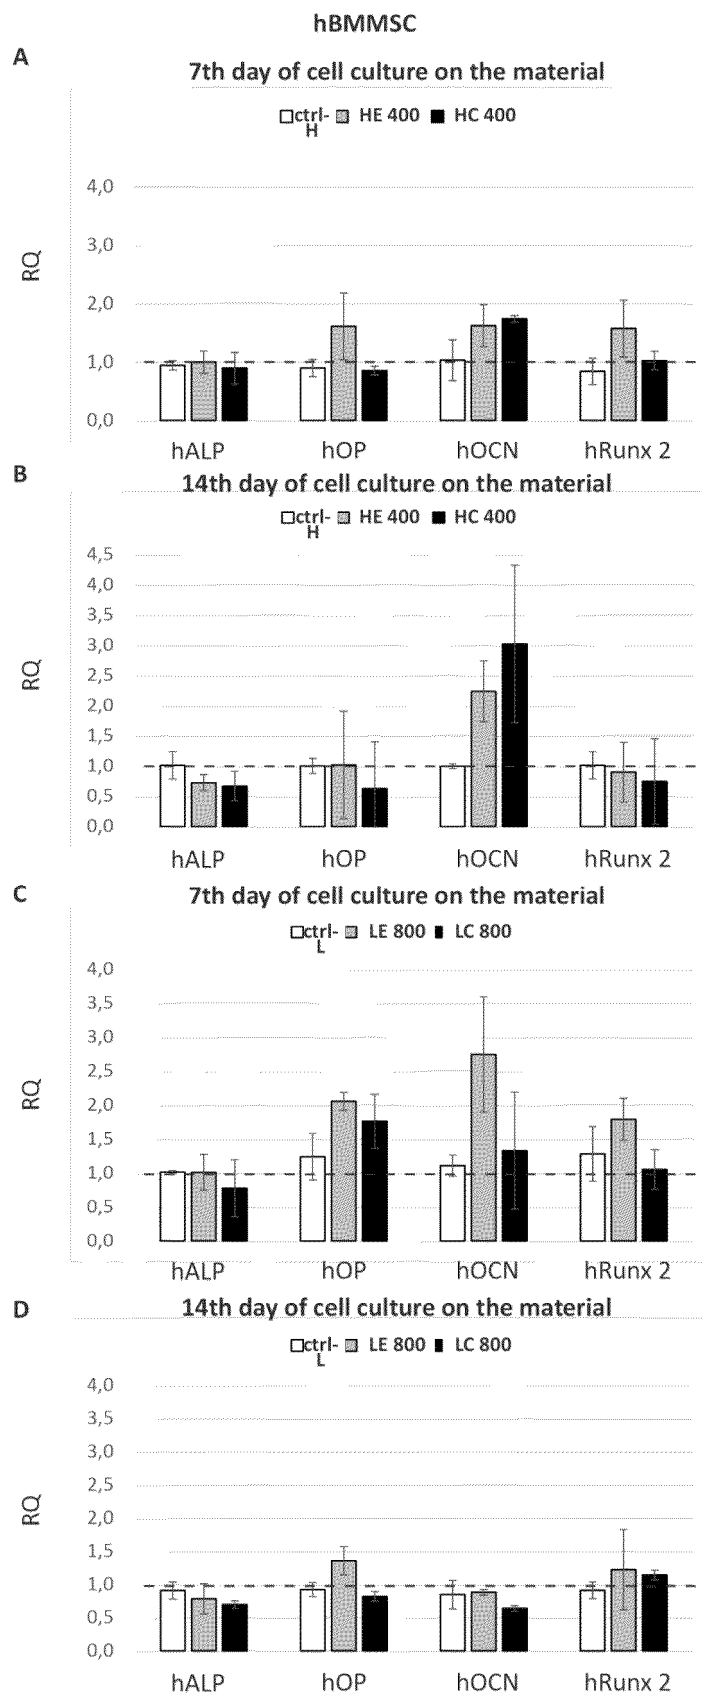 hBMMSC
A
7th day of cell culture on the material
ctrl-H HE 400 HC 400
4,0
3,0
2,0
1,0
0,0
RQ
hALP hOP hOCN hRunx 2
B
14th day of cell culture on the material
ctrl-H HE 400 HC 400
4,5
4,0
3,5
3,0
2,5
2,0
1,5
1,0
0,5
0,0
RQ
hALP hOP hOCN hRunx 2
C
7th day of cell culture on the material
ctrl-L LE 800 LC 800
4,0
3,5
3,0
2,5
2,0
1,5
1,0
0,5
0,0
RQ
hALP hOP hOCN hRunx 2
D
14th day of cell culture on the material
ctrl-L LE 800 LC 800
4,0
3,5
3,0
2,5
2,0
1,5
1,0
0,5
0,0
RQ
hALP hOP hOCN hRunx 2